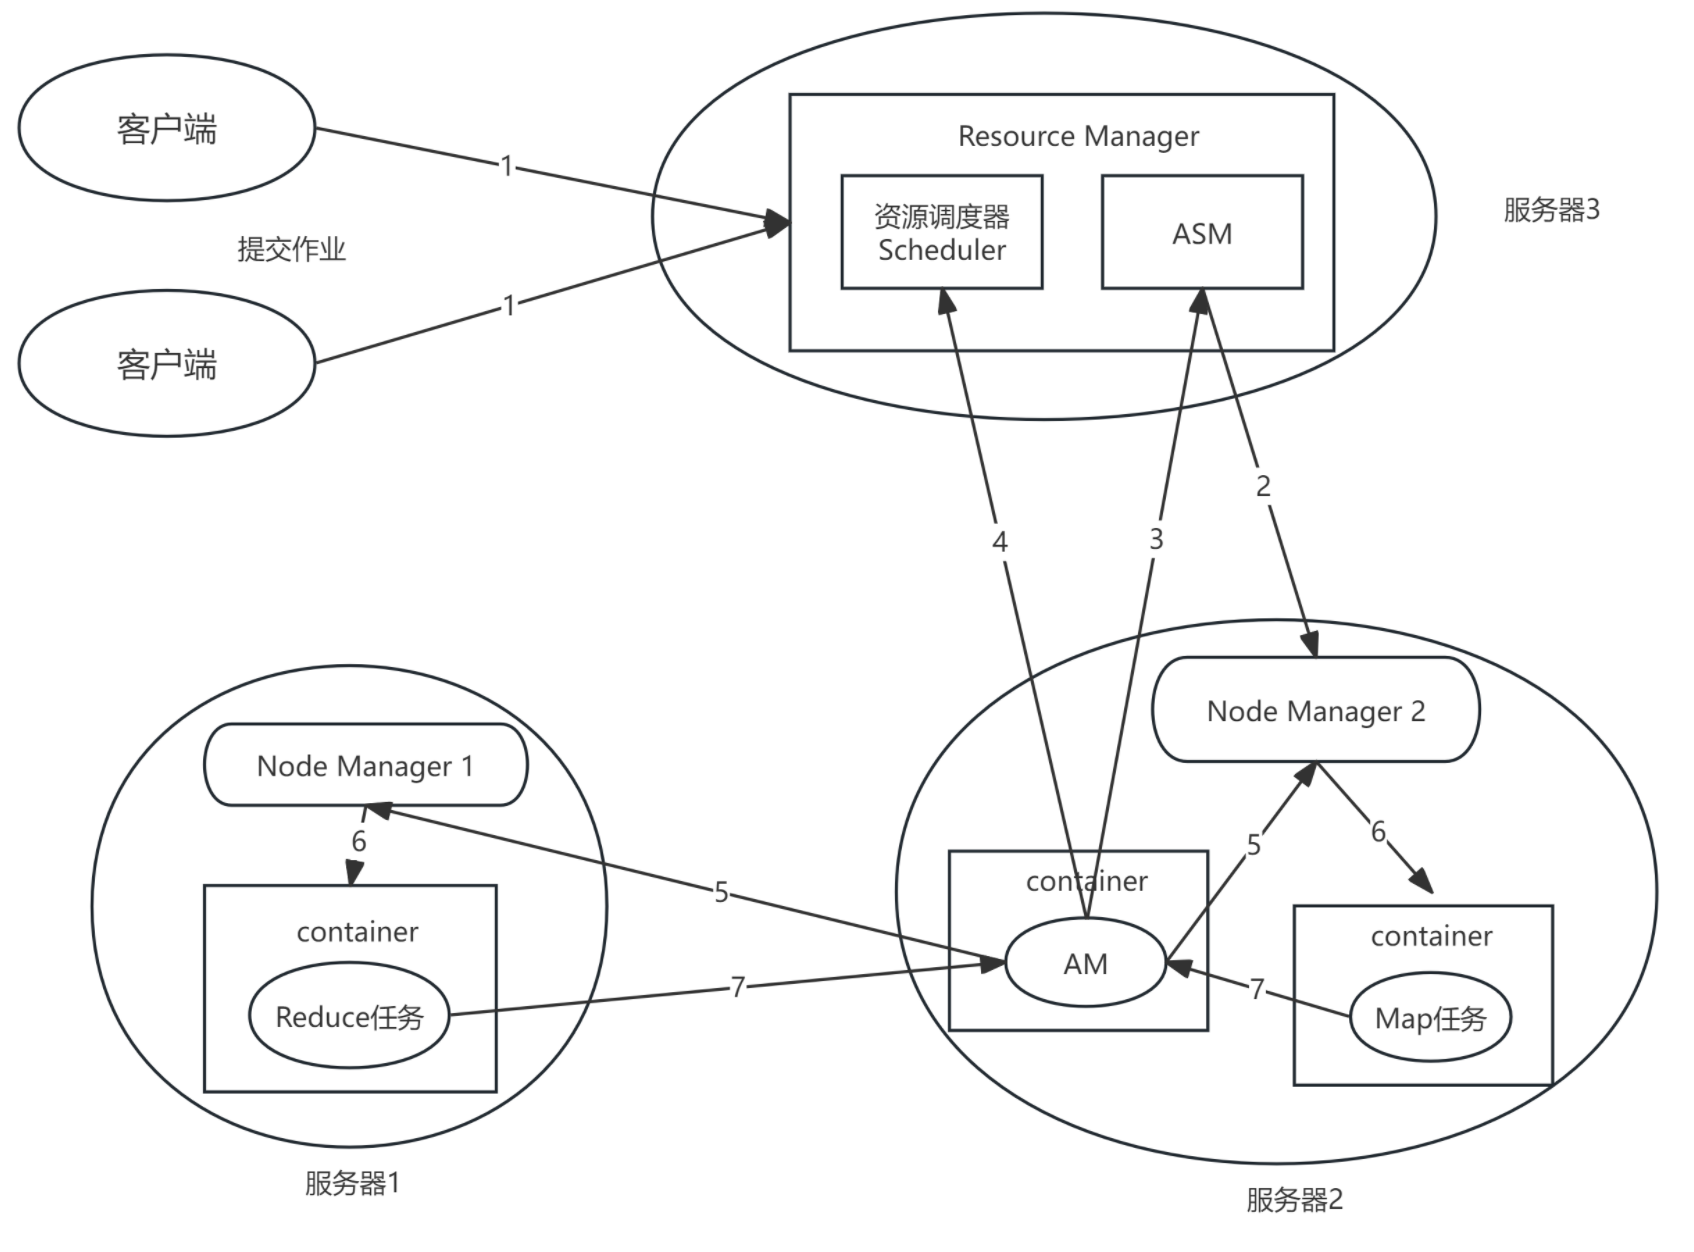 客户端
1
提交作业
1
客户端
Resource Manager
资源调度器
Scheduler
ASM
服务器3
2
4
3
Node Manager 1
6
container
Reduce任务
服务器1
5
7
Node Manager 2
5
6
container
AM
7
container
Map任务
服务器2